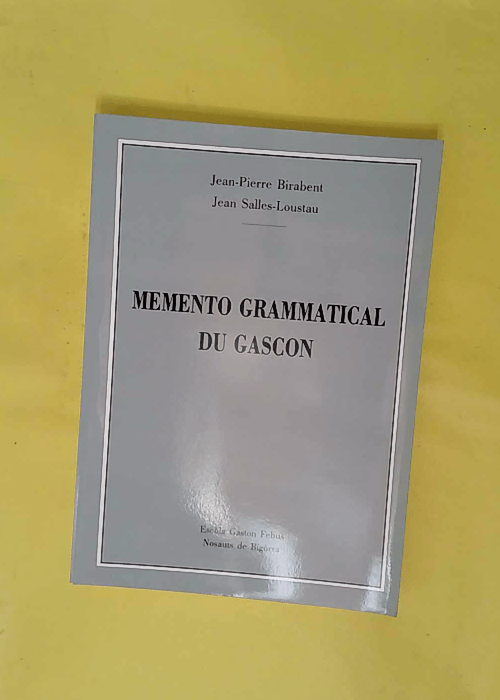 Jean-Pierre Birabent
Jean Salles-Loustau
MEMENTO GRAMMATICAL
DU GASCON
Escòla Gaston Febus
Nosauts de Bigòrra